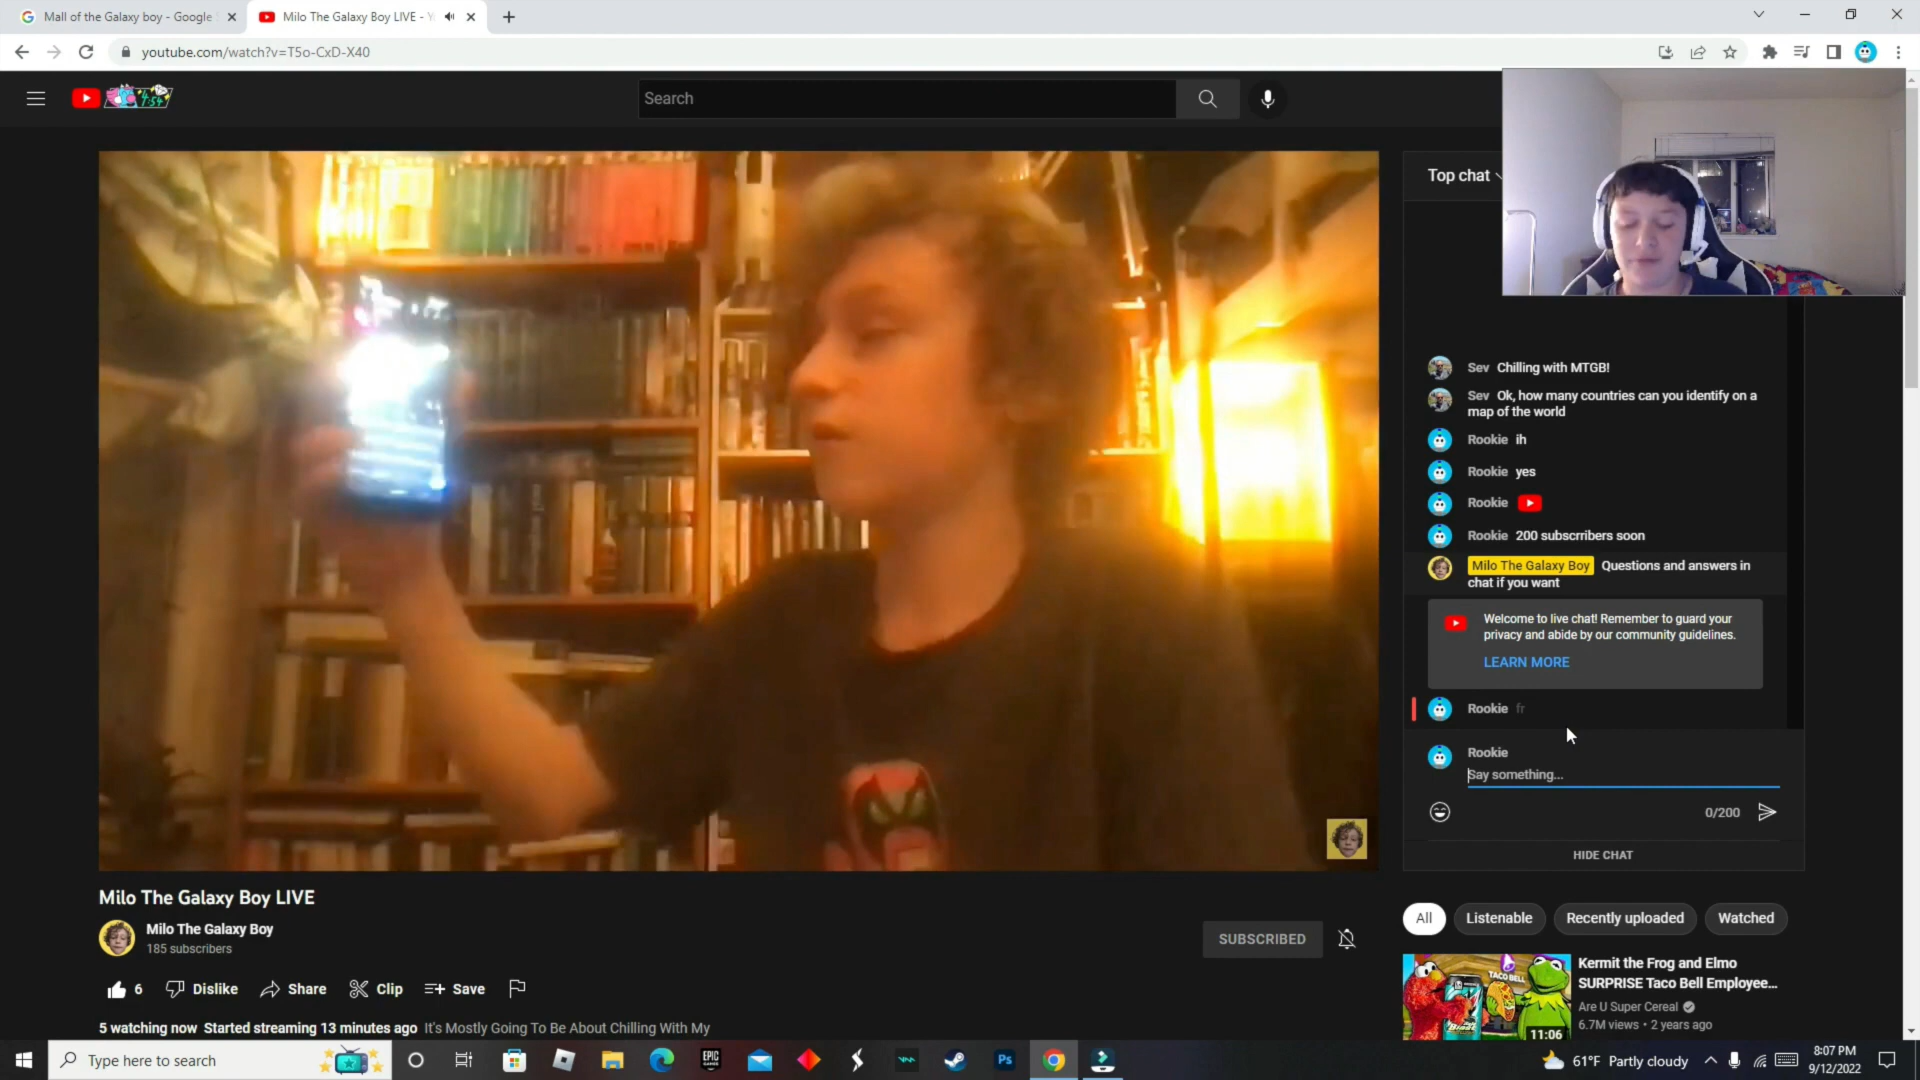 Mall of the Galaxy boy - Google
Milo The Galaxy Boy LIVE - Y
youtube.com/watch?v=T5o-CxD-X40
Search
Top chat
Sev Chilling with MTGB!
Sev Ok, how many countries can you identify on a
map of the world
Rookie ih
Rookie yes
Rookie
Rookie 200 subscrribers soon
Milo The Galaxy Boy Questions and answers in
chat if you want
Welcome to live chat! Remember to guard your
privacy and abide by our community guidelines.
LEARN MORE
Rookie fr
Rookie
Say something...
0/200
HIDE CHAT
Milo The Galaxy Boy LIVE
Milo The Galaxy Boy
185 subscribers
SUBSCRIBED
6 Dislike Share Clip Save
5 watching now Started streaming 13 minutes ago It's Mostly Going To Be About Chilling With My
All Listenable Recently uploaded Watched
TACO BELL
11:06
Kermit the Frog and Elmo
SURPRISE Taco Bell Employee...
Are U Super Cereal
6.7M views • 2 years ago
Type here to search
EPIC
GAMES
Ps
61°F Partly cloudy
8:07 PM
9/12/2022